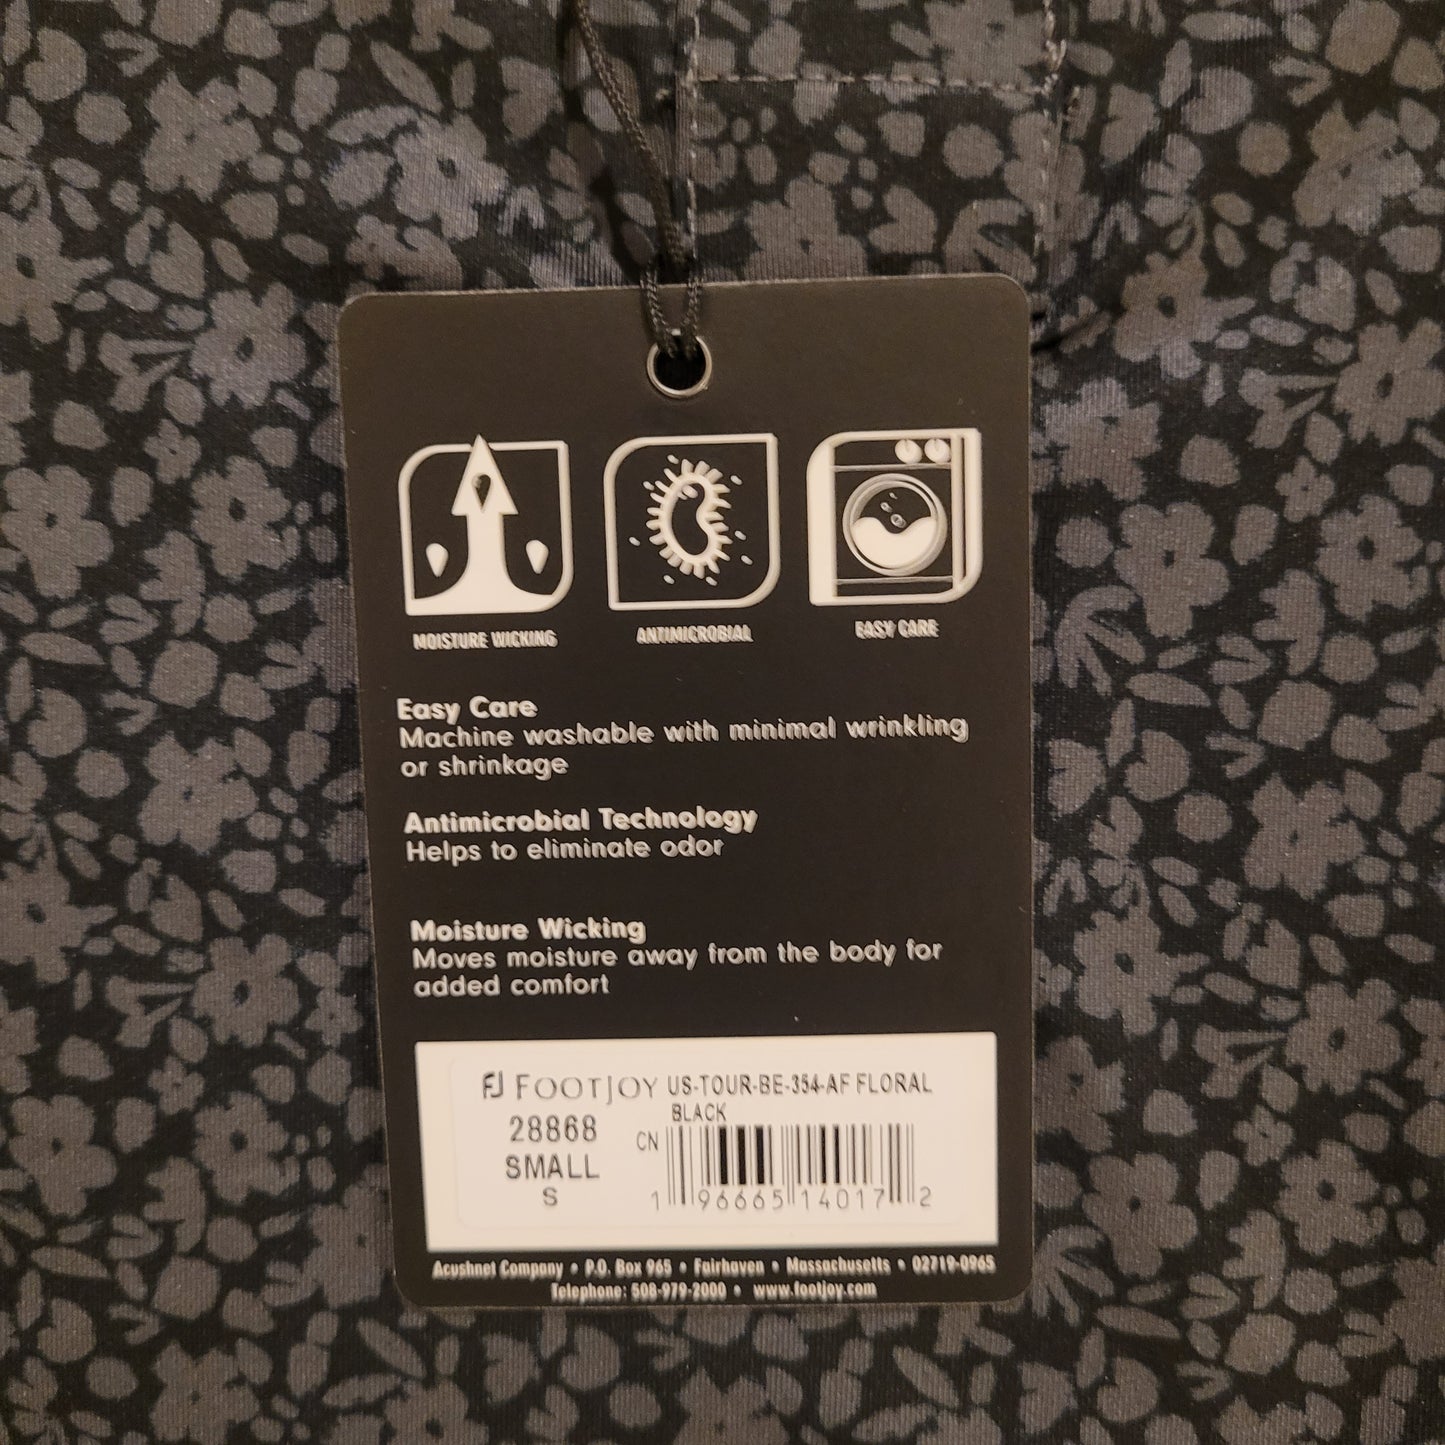 MOISTURE WICKING ANTIMICROBIAL EASY CARE
Easy Care
Machine washable with minimal wrinkling
or shrinkage
Antimicrobial Technology
Helps to eliminate odor
Moisture Wicking
Moves moisture away from the body for
added comfort
FJ FOOTJOY US-TOUR-BE-354-AF FLORAL
BLACK
28868
SMALL
S
CN
1 96665 14017 2
Acushnet Company • P.O. Box 965 • Fairhaven • Massachusetts • 02719-0965
Telephone: 508-979-2000 • www.footjoy.com